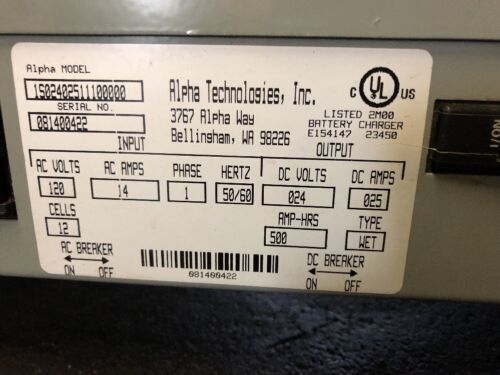 Alpha MODEL
1502402511100000
SERIAL NO.
081400422
Alpha Technologies, Inc.
3767 Alpha Way
Bellingham, WA 98226
C UL US
LISTED 2M00
BATTERY CHARGER
E154147 23450
INPUT
OUTPUT
AC VOLTS AC AMPS PHASE HERTZ DC VOLTS DC AMPS
120 14 1 50/60 024 025
CELLS AMP-HRS TYPE
12 500 WET
AC BREAKER
ON OFF
081400422
DC BREAKER
ON OFF